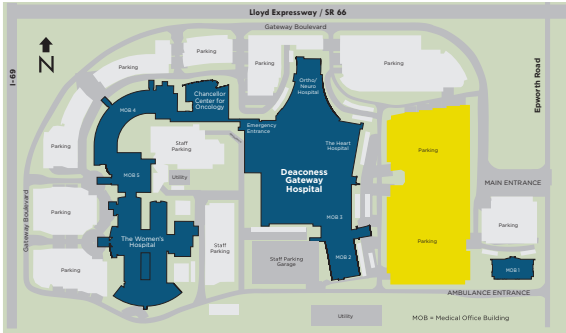 Lloyd Expressway / SR 66
Gateway Boulevard
I-69
N
Parking
Parking
Parking
Parking
Ortho/
Neuro
Hospital
Parking
Epworth Road
Chancellor
Center for
Oncology
MOB 4
Emergency
Entrance
Parking
Staff
Parking
The Heart
Hospital
Parking
MOB 5
Utility
Deaconess
Gateway
Hospital
MAIN ENTRANCE
Gateway Boulevard
Parking
MOB 3
Parking
The Women's
Hospital
Staff
Parking
Parking
Parking
Staff Parking
Garage
MOB 2
MOB 1
AMBULANCE ENTRANCE
Utility
MOB = Medical Office Building